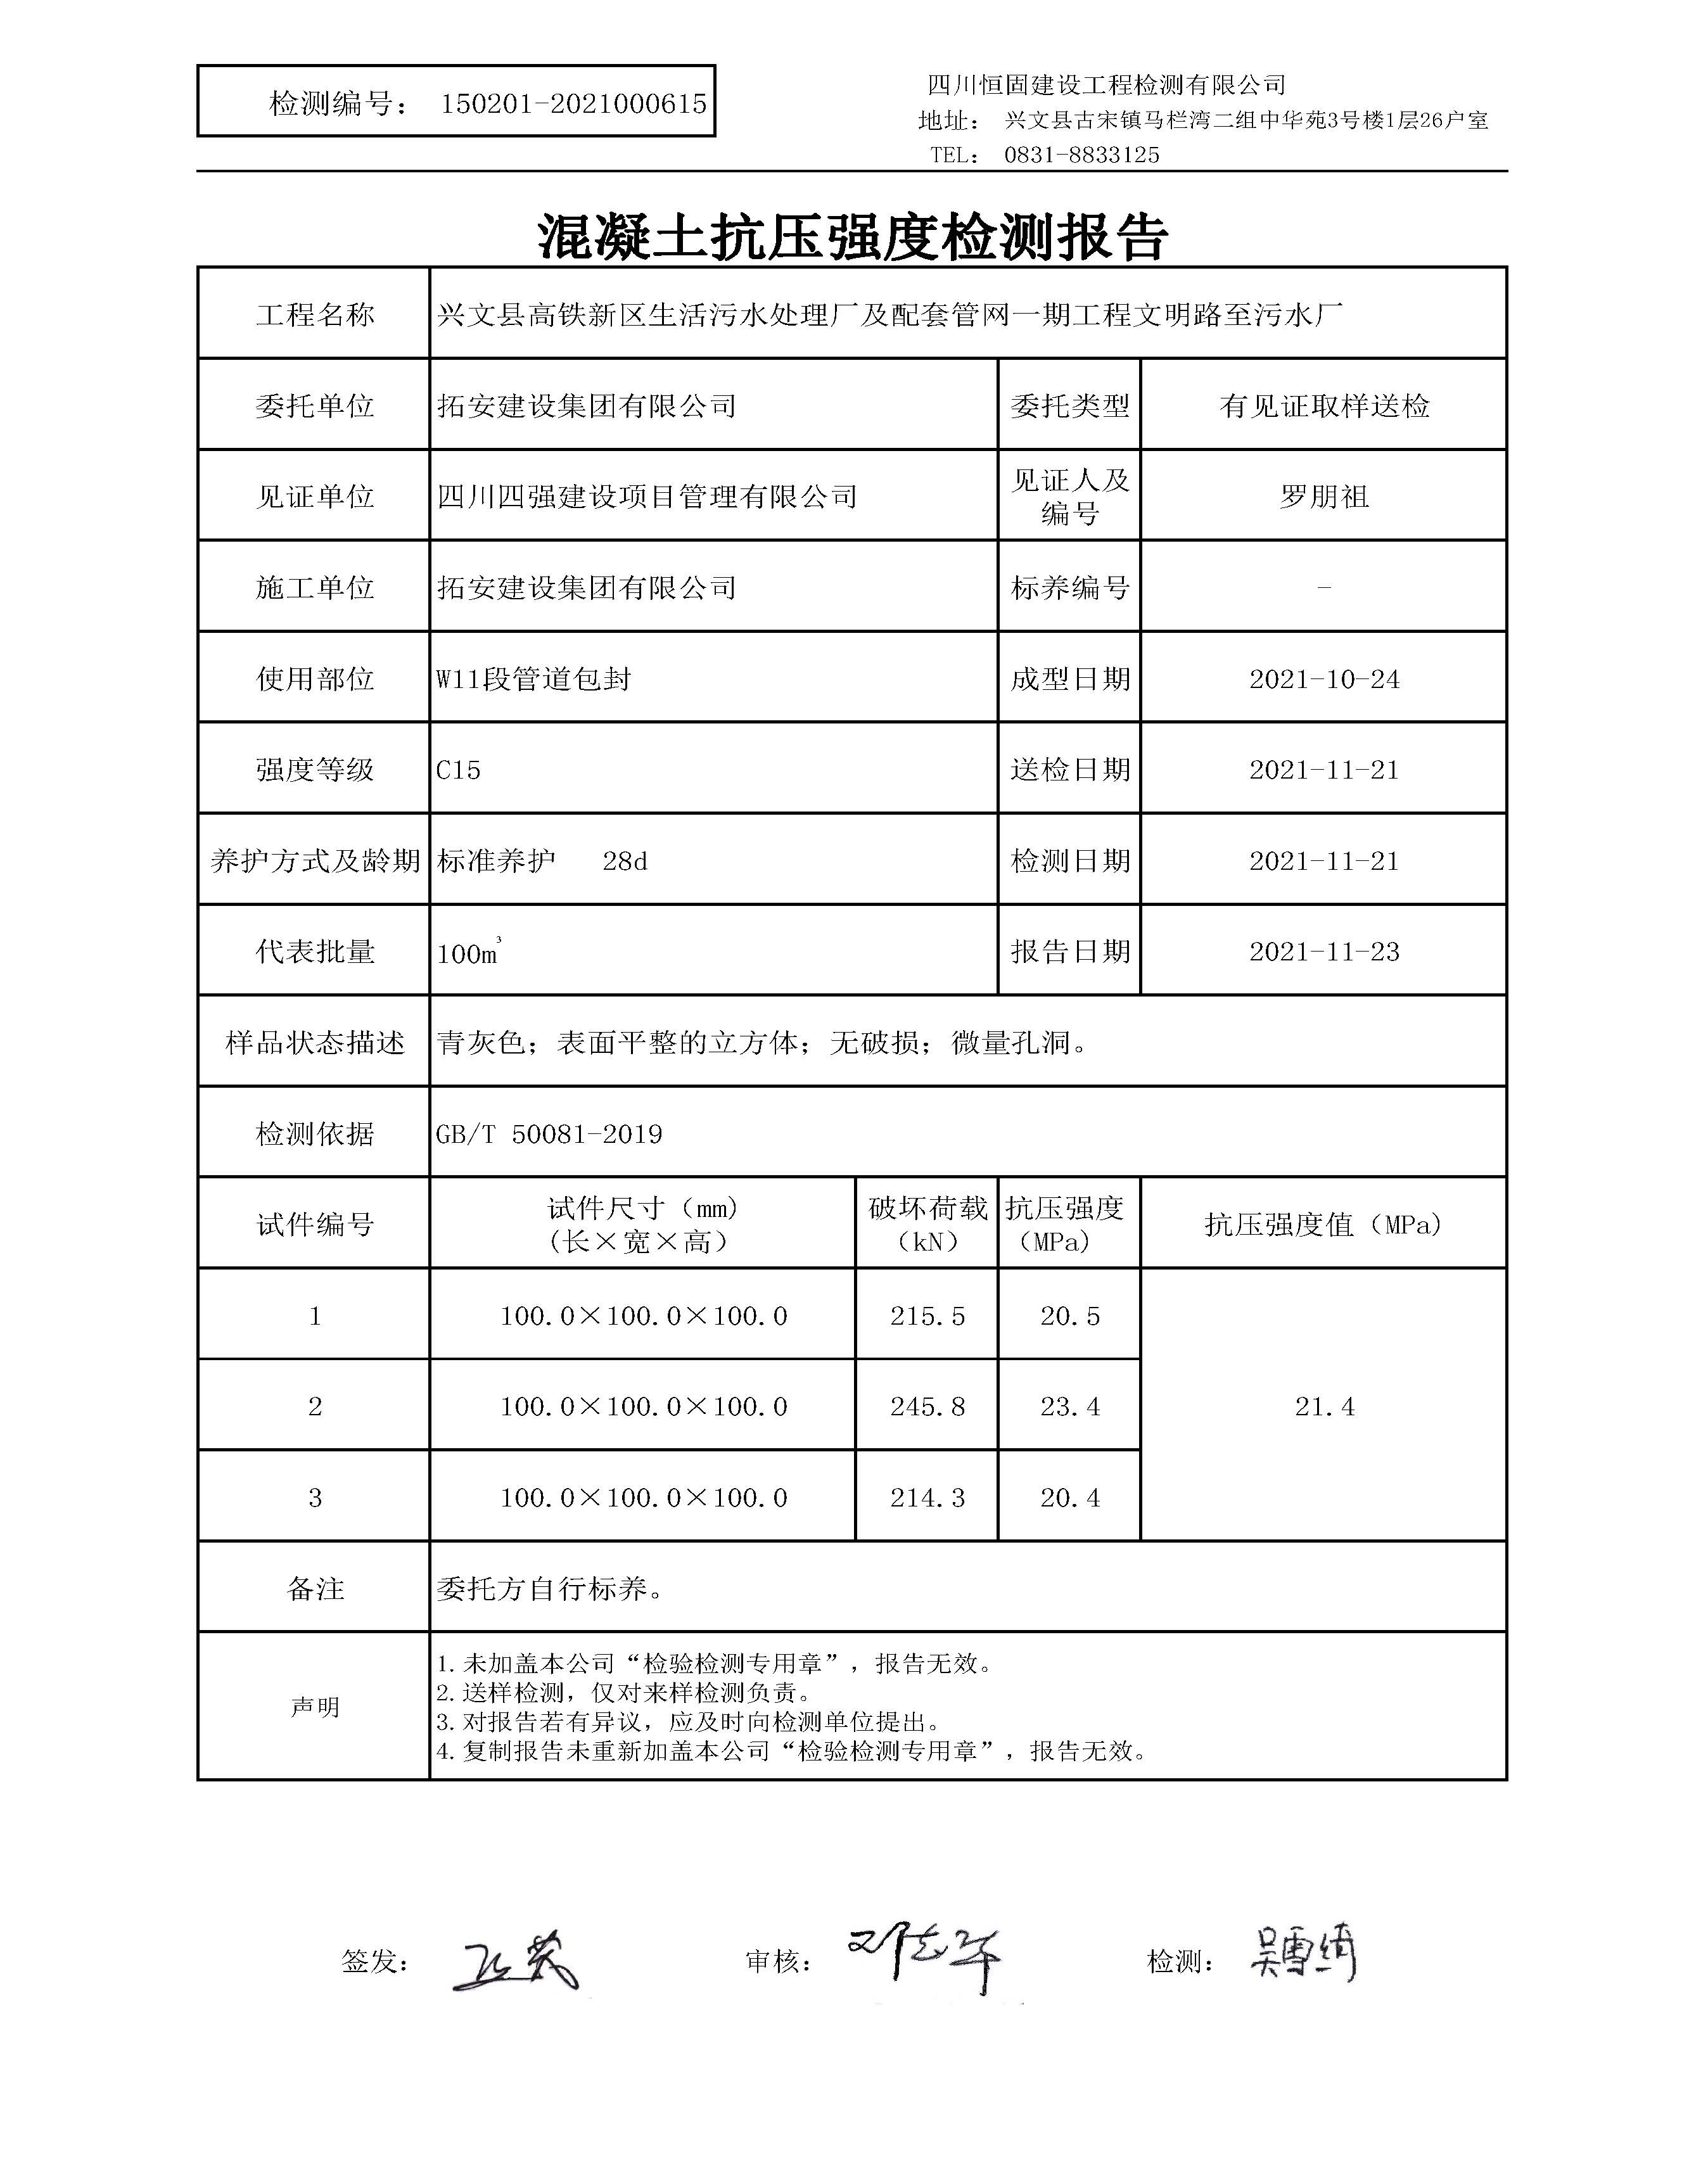 检测编号： 150201-2021000615
四川恒固建设工程检测有限公司
地址： 兴文县古宋镇马栏湾二组中华苑3号楼1层26户室
TEL： 0831-8833125
混凝土抗压强度检测报告
工程名称 兴文县高铁新区生活污水处理厂及配套管网一期工程文明路至污水厂
委托单位 拓安建设集团有限公司 委托类型 有见证取样送检
见证单位 四川四强建设项目管理有限公司 见证人及
编号 罗朋祖
施工单位 拓安建设集团有限公司 标养编号 -
使用部位 W11段管道包封 成型日期 2021-10-24
强度等级 C15 送检日期 2021-11-21
养护方式及龄期 标准养护 28d 检测日期 2021-11-21
代表批量 100m³ 报告日期 2021-11-23
样品状态描述 青灰色；表面平整的立方体；无破损；微量孔洞。
检测依据 GB/T 50081-2019
试件编号 试件尺寸（mm) 破坏荷载 抗压强度 抗压强度值（MPa)
(长×宽×高） （kN） （MPa)
1 100.0×100.0×100.0 215.5 20.5
2 100.0×100.0×100.0 245.8 23.4 21.4
3 100.0×100.0×100.0 214.3 20.4
备注 委托方自行标养。
声明
1.未加盖本公司“检验检测专用章”，报告无效。
2.送样检测，仅对来样检测负责。
3.对报告若有异议，应及时向检测单位提出。
4.复制报告未重新加盖本公司“检验检测专用章”，报告无效。
签发： 审核： 检测： 吴雪绮